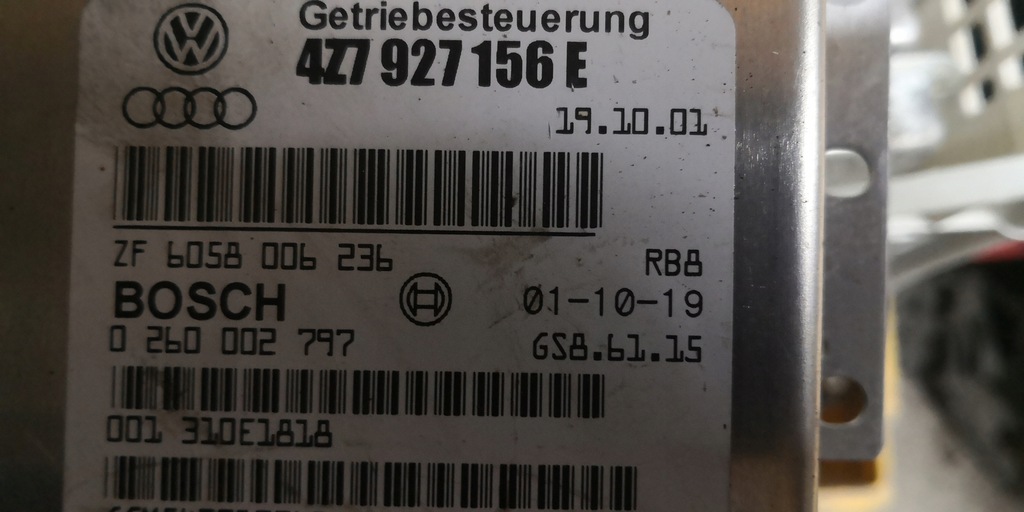 Getriebesteuerung
4Z7 927 156 E
19.10.01
ZF 6058 006 236
RB8
BOSCH
01-10-19
0 260 002 797
GS8.61.15
001 310E1818